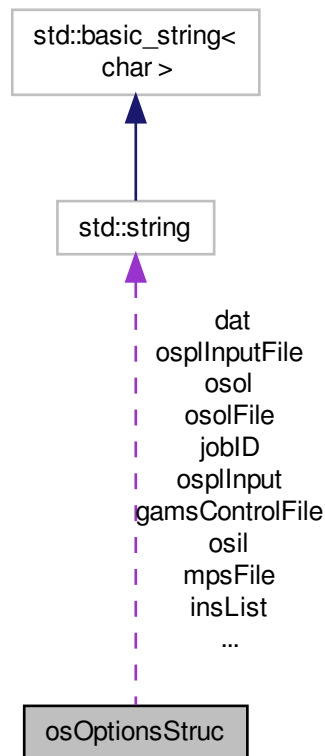 std::basic_string<
char >
std::string
dat
osplInputFile
osol
osolFile
jobID
osplInput
gamsControlFile
osil
mpsFile
insList
...
osOptionsStruc